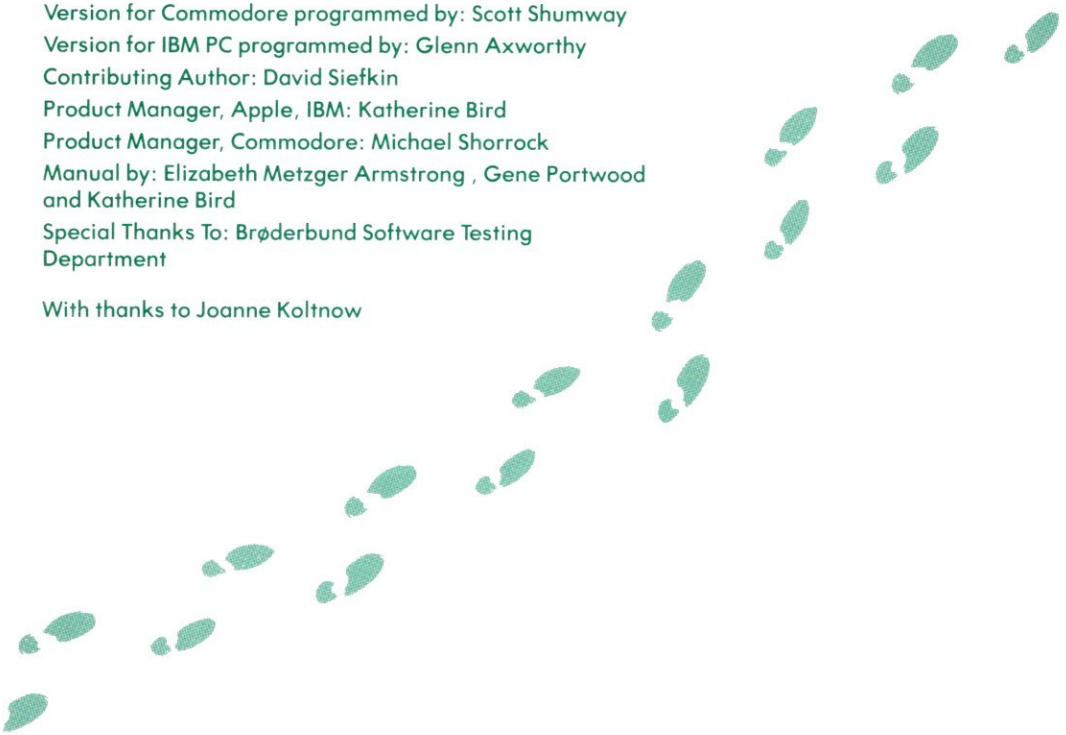 Version for Commodore programmed by: Scott Shumway
Version for IBM PC programmed by: Glenn Axworthy
Contributing Author: David Siefkin
Product Manager, Apple, IBM: Katherine Bird
Product Manager, Commodore: Michael Shorrock
Manual by: Elizabeth Metzger Armstrong , Gene Portwood
and Katherine Bird
Special Thanks To: Brøderbund Software Testing
Department
With thanks to Joanne Koltnow